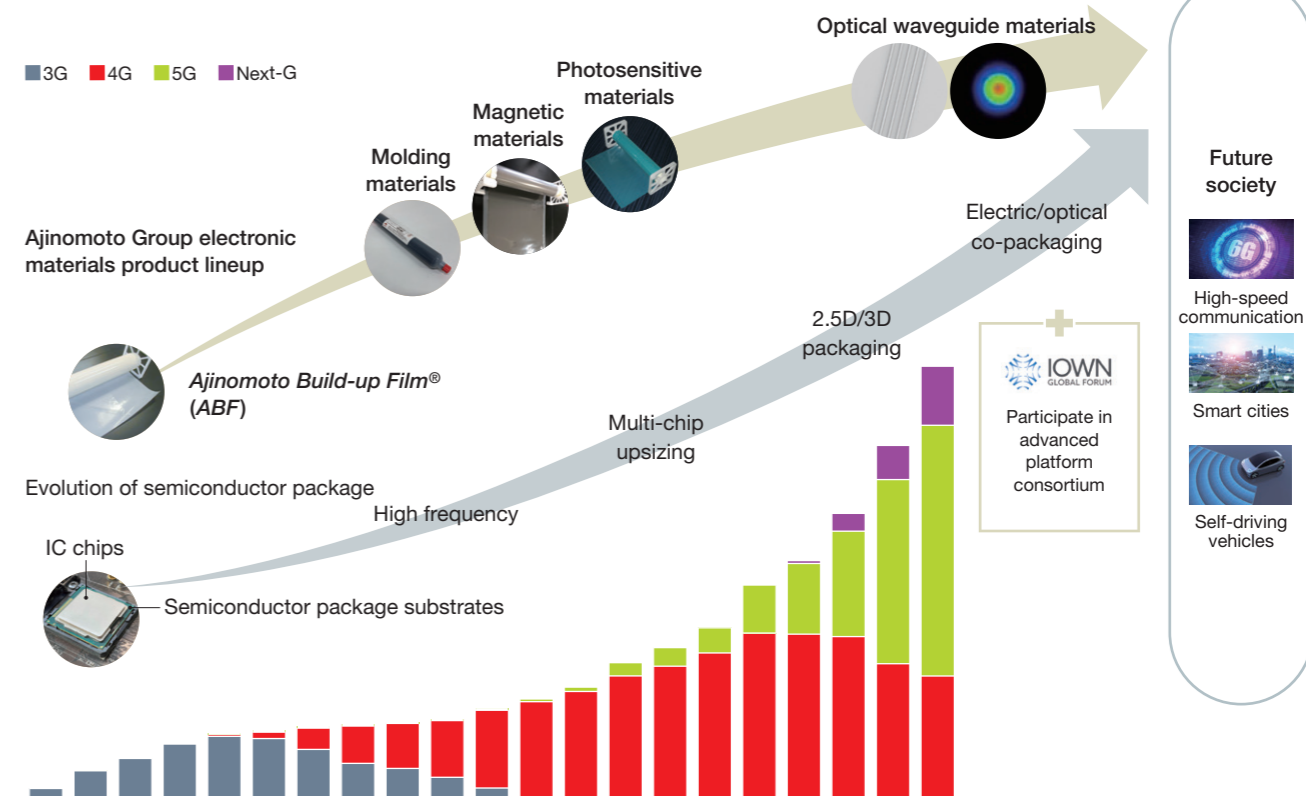 Optical waveguide materials
3G 4G 5G Next-G
Photosensitive
materials
Magnetic
materials
Molding
materials
Ajinomoto Group electronic
materials product lineup
Ajinomoto Build-up Film®
(ABF)
Evolution of semiconductor package
IC chips
Semiconductor package substrates
High frequency
Multi-chip
upsizing
2.5D/3D
packaging
Electric/optical
co-packaging
IOWN
GLOBAL FORUM
Participate in
advanced
platform
consortium
Future
society
6G
High-speed
communication
Smart cities
Self-driving
vehicles